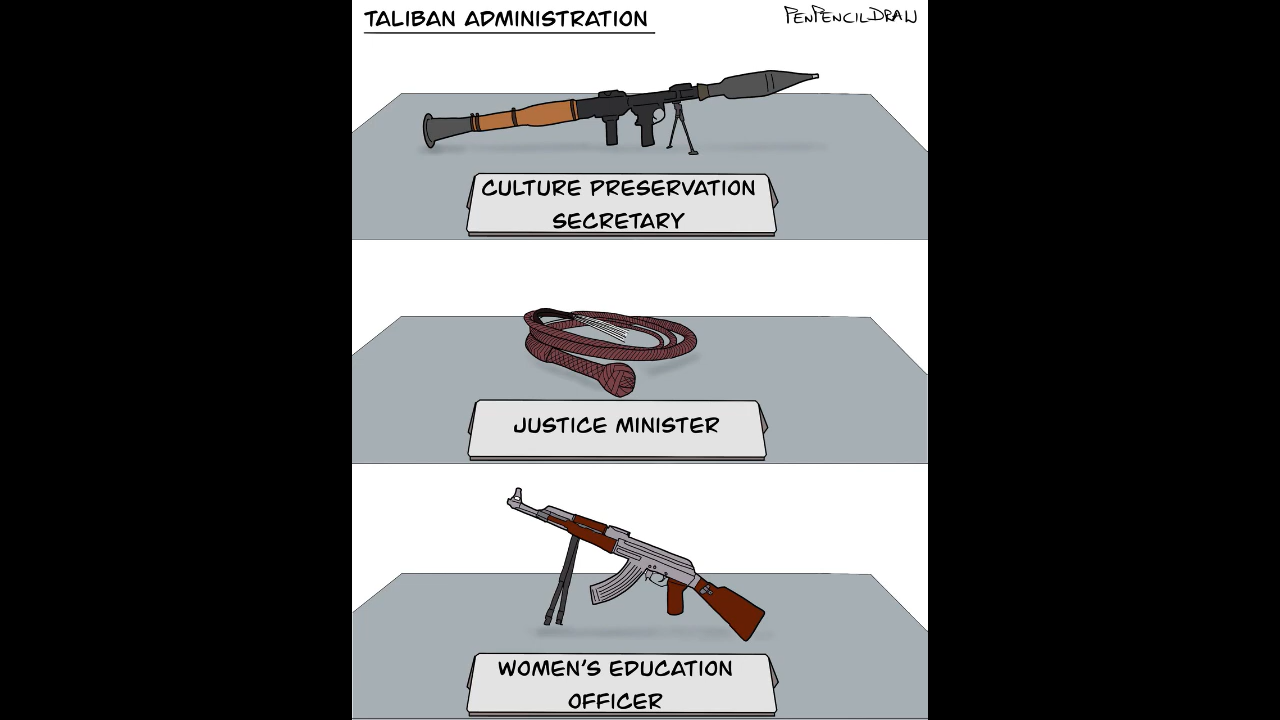 TALIBAN ADMINISTRATION
PENPENCILDRAW
CULTURE PRESERVATION
SECRETARY
JUSTICE MINISTER
WOMEN'S EDUCATION
OFFICER